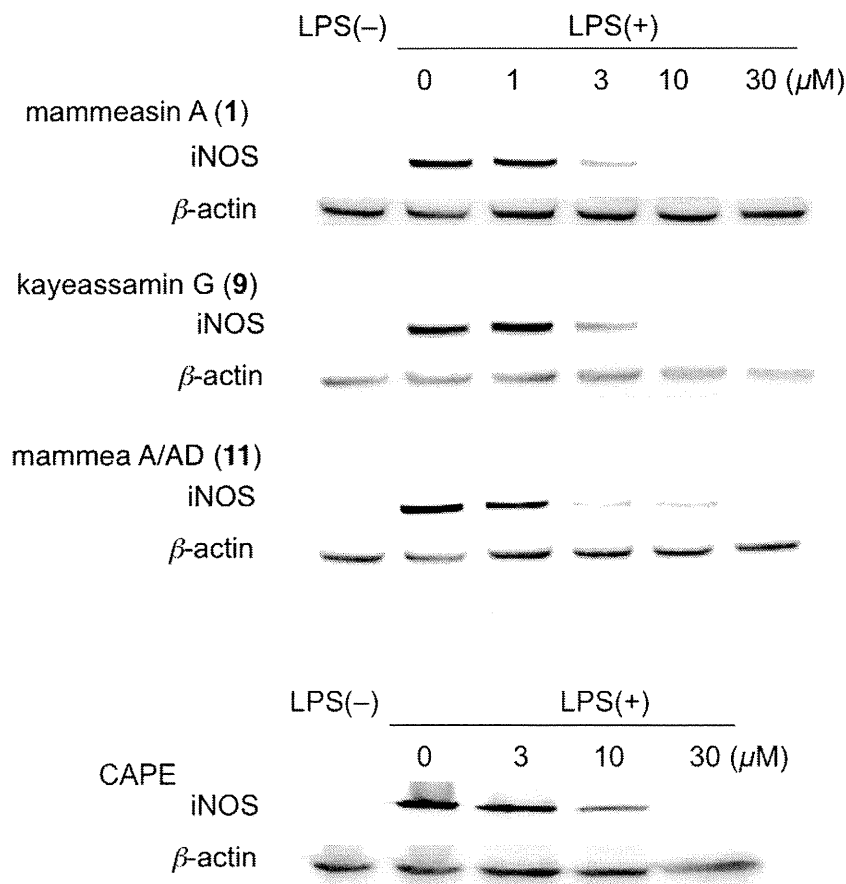 LPS(–) LPS(+)
0 1 3 10 30 (μM)
mammeasin A (1)
iNOS
β-actin
kayeassamin G (9)
iNOS
β-actin
mammea A/AD (11)
iNOS
β-actin
LPS(–) LPS(+)
0 3 10 30 (μM)
CAPE
iNOS
β-actin